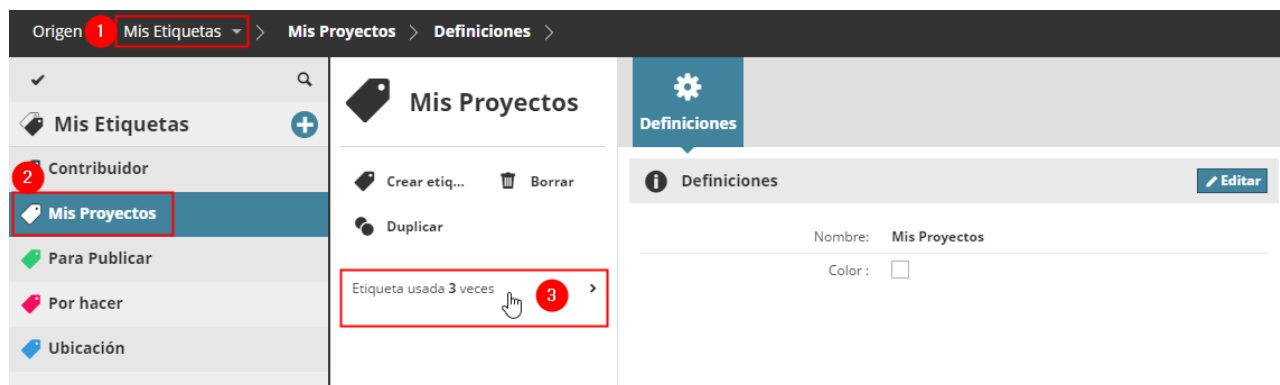 Origen 1 Mis Etiquetas > Mis Proyectos > Definiciones >
Mis Etiquetas
2
Contribuidor
Mis Proyectos
Para Publicar
Por hacer
Ubicación
Mis Proyectos
Crear etiq... Borrar
Duplicar
Etiqueta usada 3 veces 3 >
Definiciones
Definiciones Editar
Nombre: Mis Proyectos
Color :